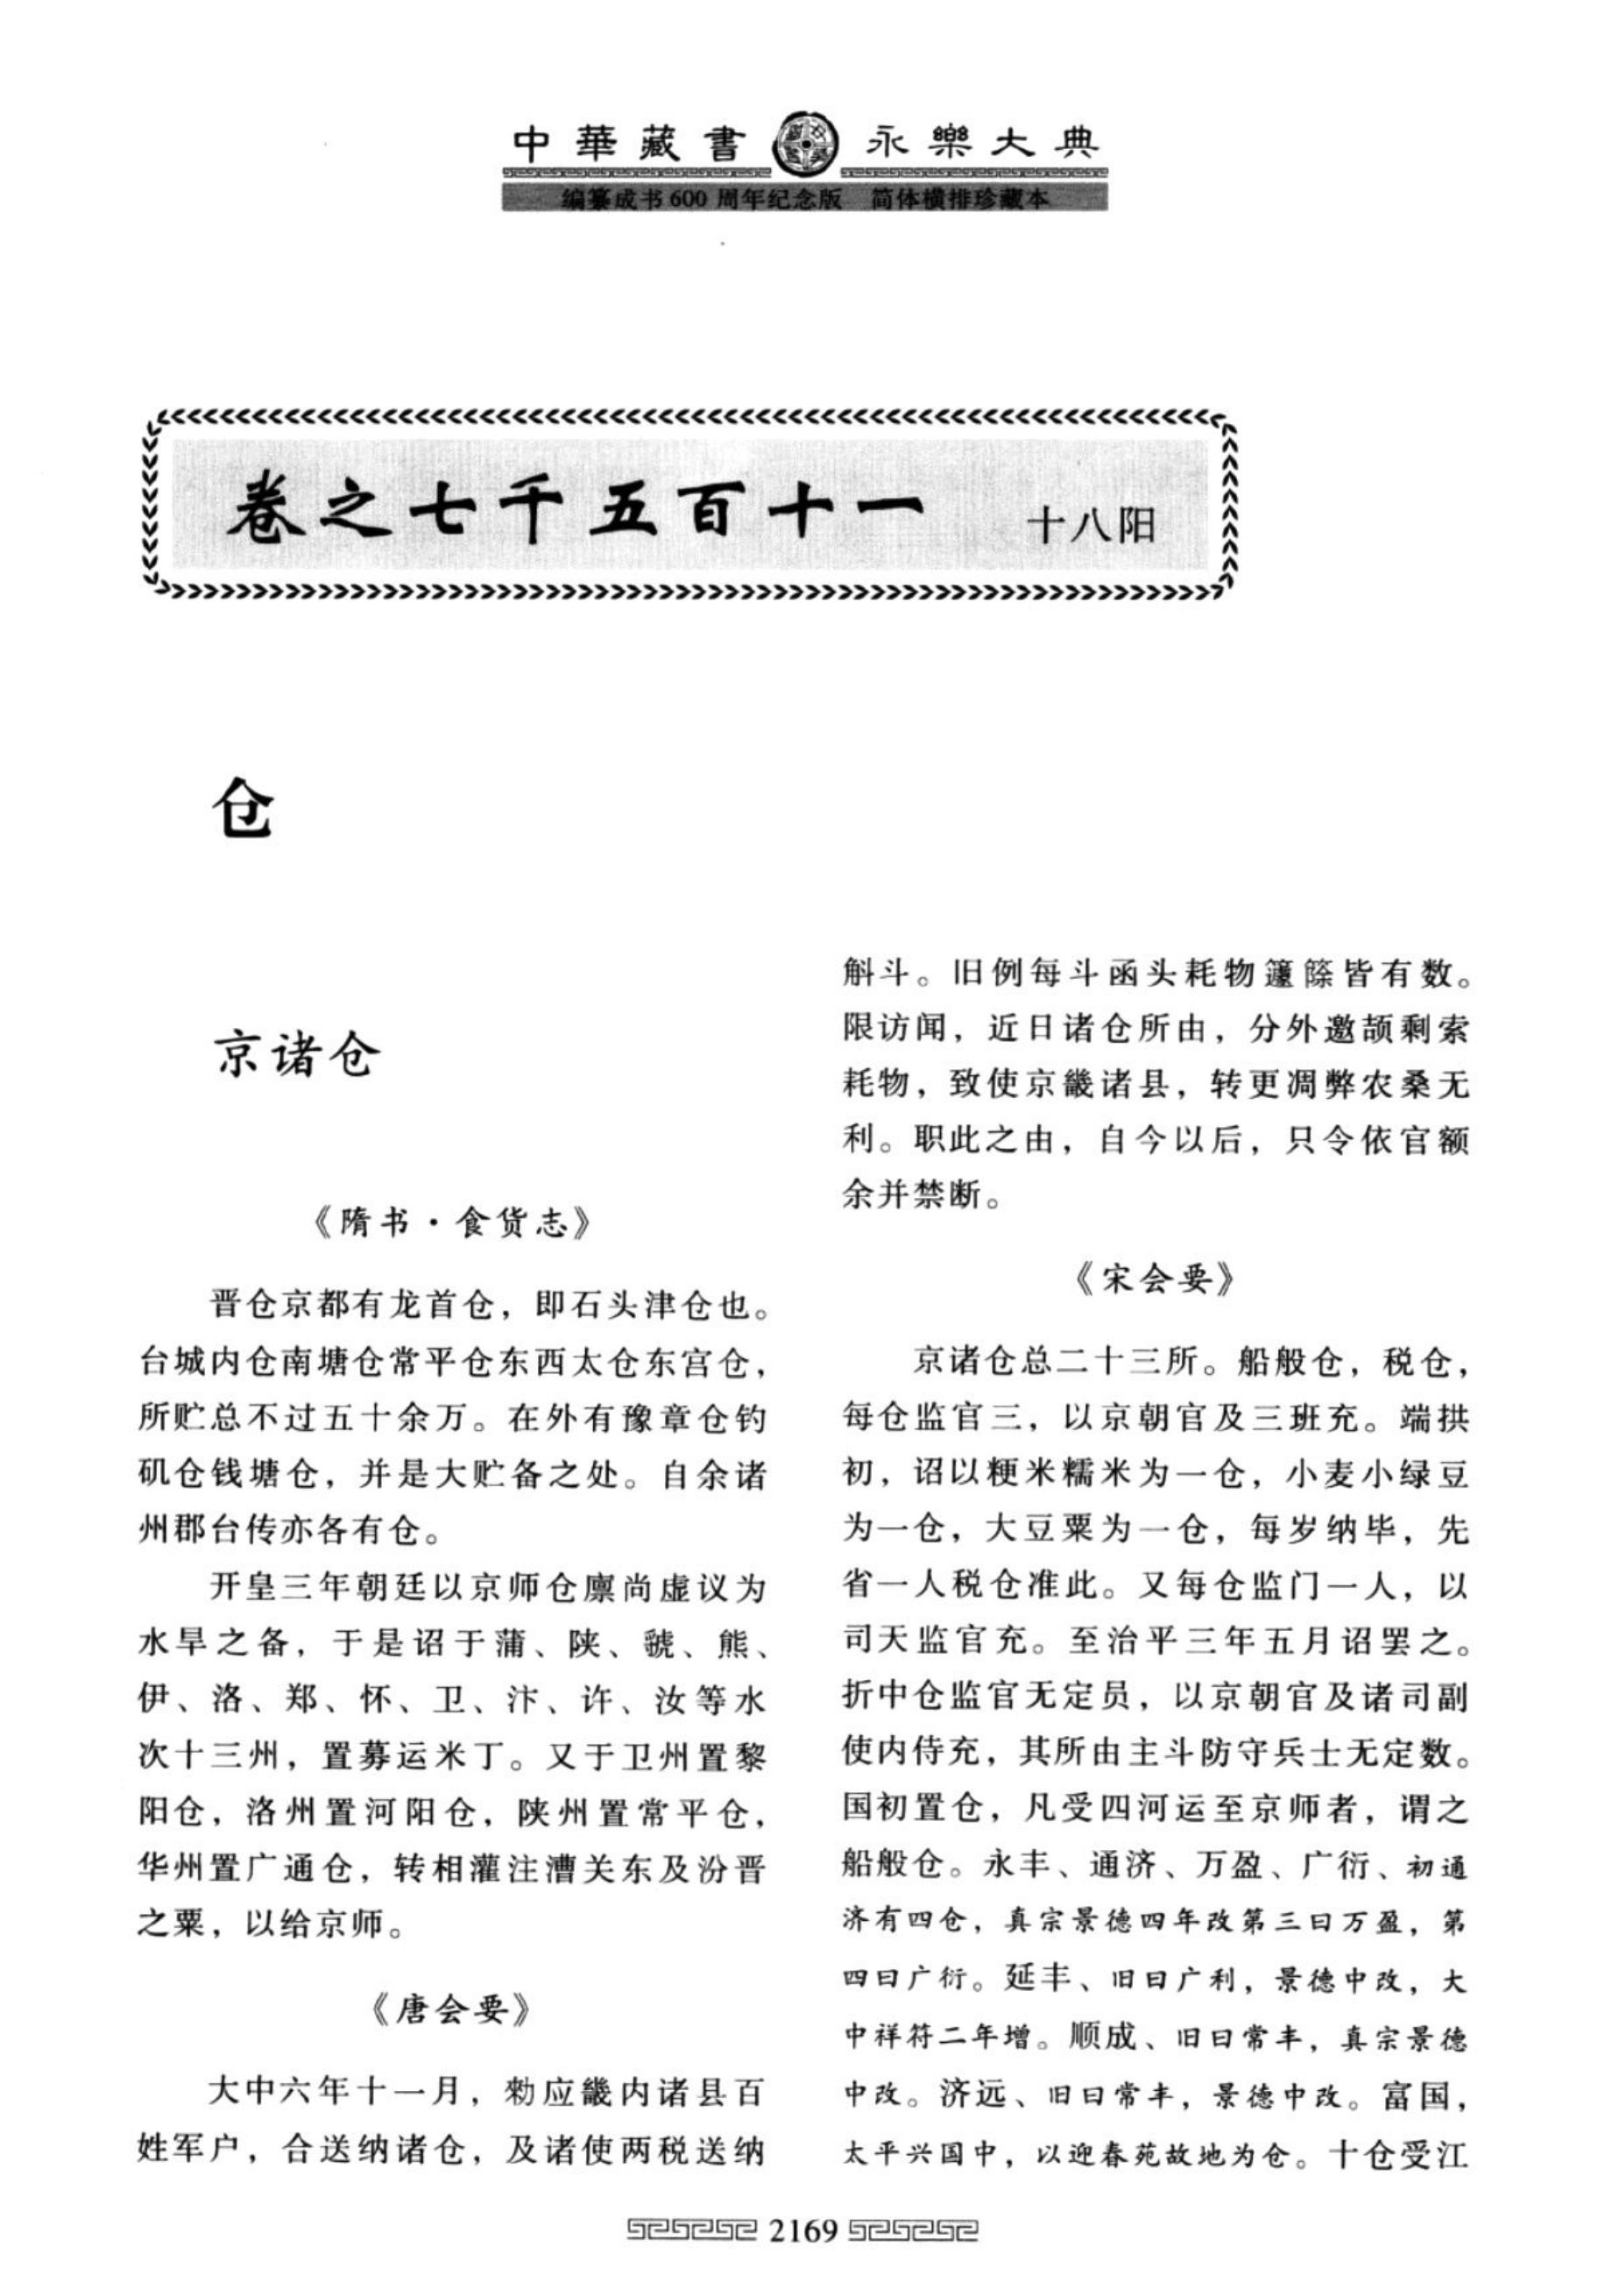 中華藏書 永樂大典
编纂成书600周年纪念版 简体横排珍藏本
卷之七千五百十一 十八阳
仓
京诸仓
《隋书·食货志》
晋仓京都有龙首仓，即石头津仓也。
台城内仓南塘仓常平仓东西太仓东宫仓，
所贮总不过五十余万。在外有豫章仓钓
矶仓钱塘仓，并是大贮备之处。自余诸
州郡台传亦各有仓。
开皇三年朝廷以京师仓廪尚虚议为
水旱之备，于是诏于蒲、陕、虢、熊、
伊、洛、郑、怀、卫、汴、许、汝等水
次十三州，置募运米丁。又于卫州置黎
阳仓，洛州置河阳仓，陕州置常平仓，
华州置广通仓，转相灌注漕关东及汾晋
之粟，以给京师。
《唐会要》
大中六年十一月，勑应畿内诸县百
姓军户，合送纳诸仓，及诸使两税送纳
斛斗。旧例每斗函头耗物籧篨皆有数。
限访闻，近日诸仓所由，分外邀颉剩索
耗物，致使京畿诸县，转更凋弊农桑无
利。职此之由，自今以后，只令依官额
余并禁断。
《宋会要》
京诸仓总二十三所。船般仓，税仓，
每仓监官三，以京朝官及三班充。端拱
初，诏以粳米糯米为一仓，小麦小绿豆
为一仓，大豆粟为一仓，每岁纳毕，先
省一人税仓准此。又每仓监门一人，以
司天监官充。至治平三年五月诏罢之。
折中仓监官无定员，以京朝官及诸司副
使内侍充，其所由主斗防守兵士无定数。
国初置仓，凡受四河运至京师者，谓之
船般仓。永丰、通济、万盈、广衍、初通
济有四仓，真宗景德四年改第三曰万盈，第
四曰广衍。延丰、旧曰广利，景德中改，大
中祥符二年增。顺成、旧曰常丰，真宗景德
中改。济远、旧曰常丰，景德中改。富国，
太平兴国中，以迎春苑故地为仓。十仓受江
2169